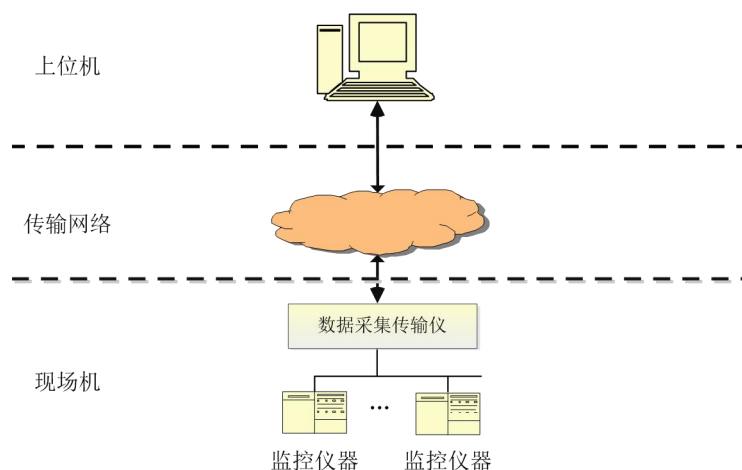 上位机
传输网络
数据采集传输仪
现场机
...
监控仪器 监控仪器